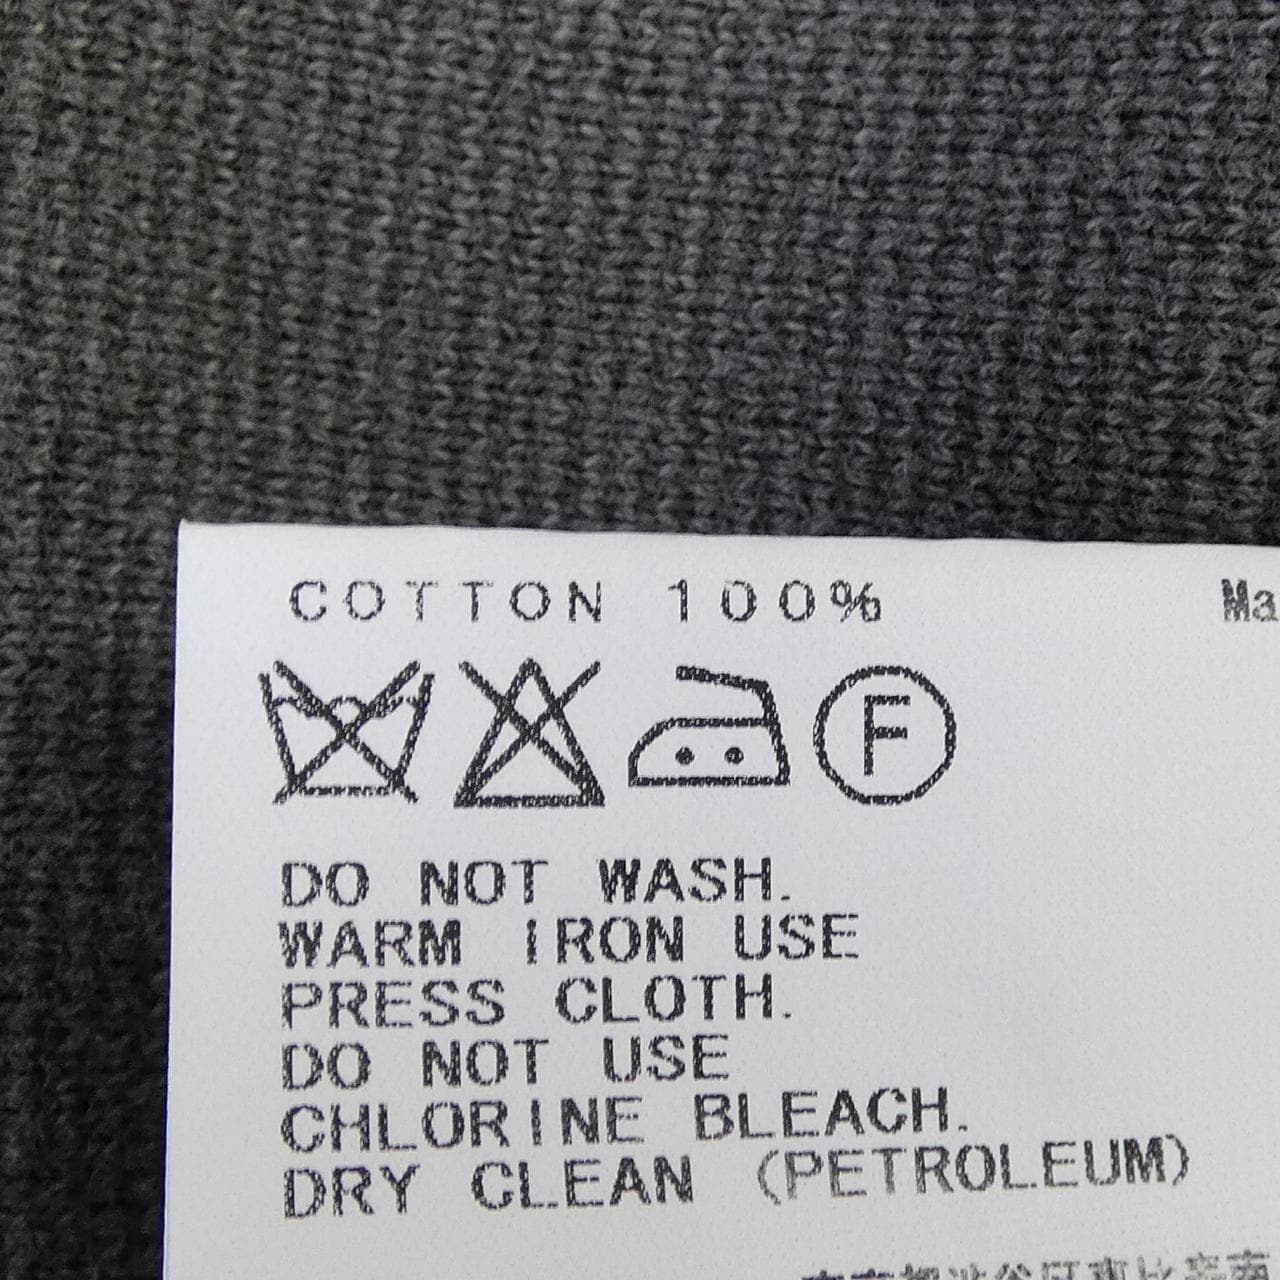 COTTON 100%
Ma
F
DO NOT WASH.
WARM IRON USE
PRESS CLOTH.
DO NOT USE
CHLORINE BLEACH.
DRY CLEAN (PETROLEUM)